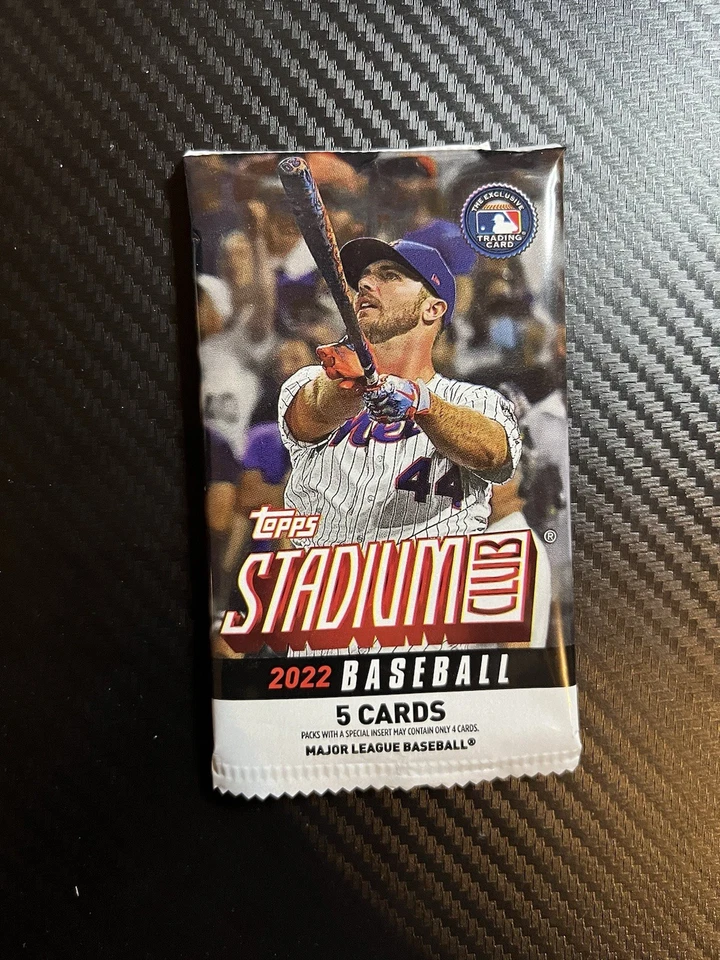 THE EXCLUSIVE
TRADING
CARD
Mets
44
TOPPS
STADIUM CLUB ®
2022 BASEBALL
5 CARDS
PACKS WITH A SPECIAL INSERT MAY CONTAIN ONLY 4 CARDS.
MAJOR LEAGUE BASEBALL®